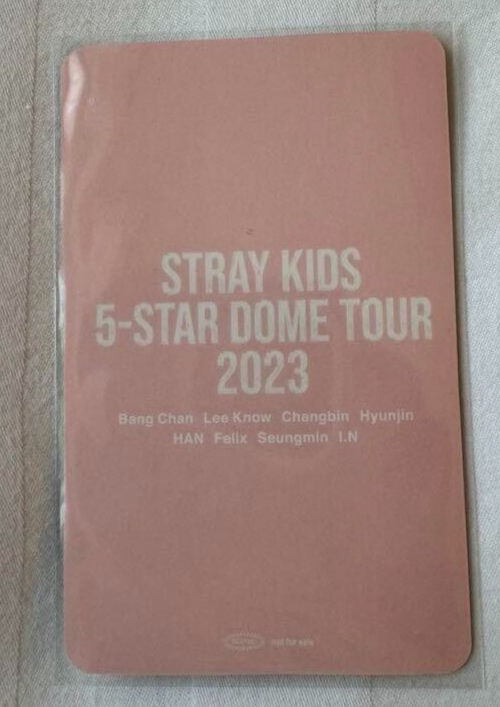 STRAY KIDS
5-STAR DOME TOUR
2023
Bang Chan Lee Know Changbin Hyunjin
HAN Felix Seungmin I.N
not for sale